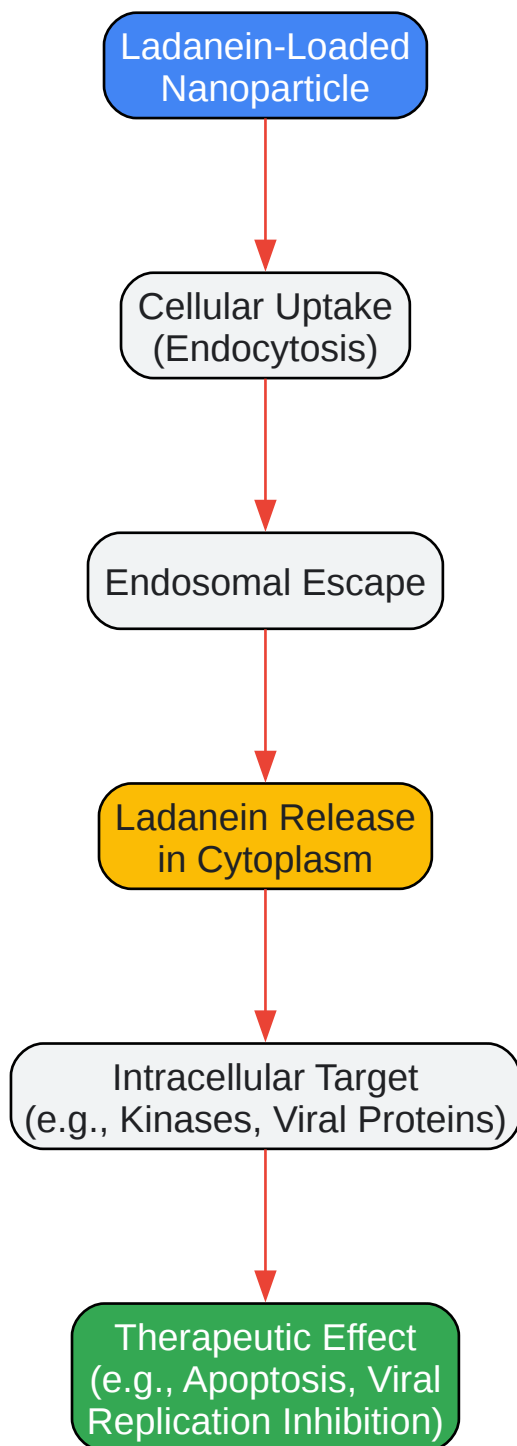 Ladanein-Loaded
Nanoparticle
Cellular Uptake
(Endocytosis)
Endosomal Escape
Ladanein Release
in Cytoplasm
Intracellular Target
(e.g., Kinases, Viral Proteins)
Therapeutic Effect
(e.g., Apoptosis, Viral
Replication Inhibition)